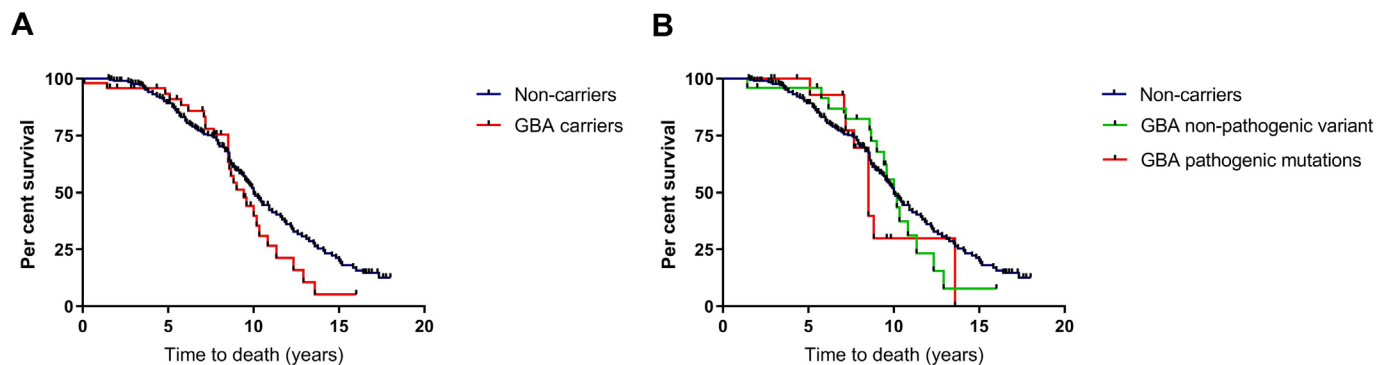 A
Per cent survival
100
75
50
25
0
0 5 10 15 20
Time to death (years)
Non-carriers
GBA carriers
B
Per cent survival
100
75
50
25
0
0 5 10 15 20
Time to death (years)
Non-carriers
GBA non-pathogenic variant
GBA pathogenic mutations